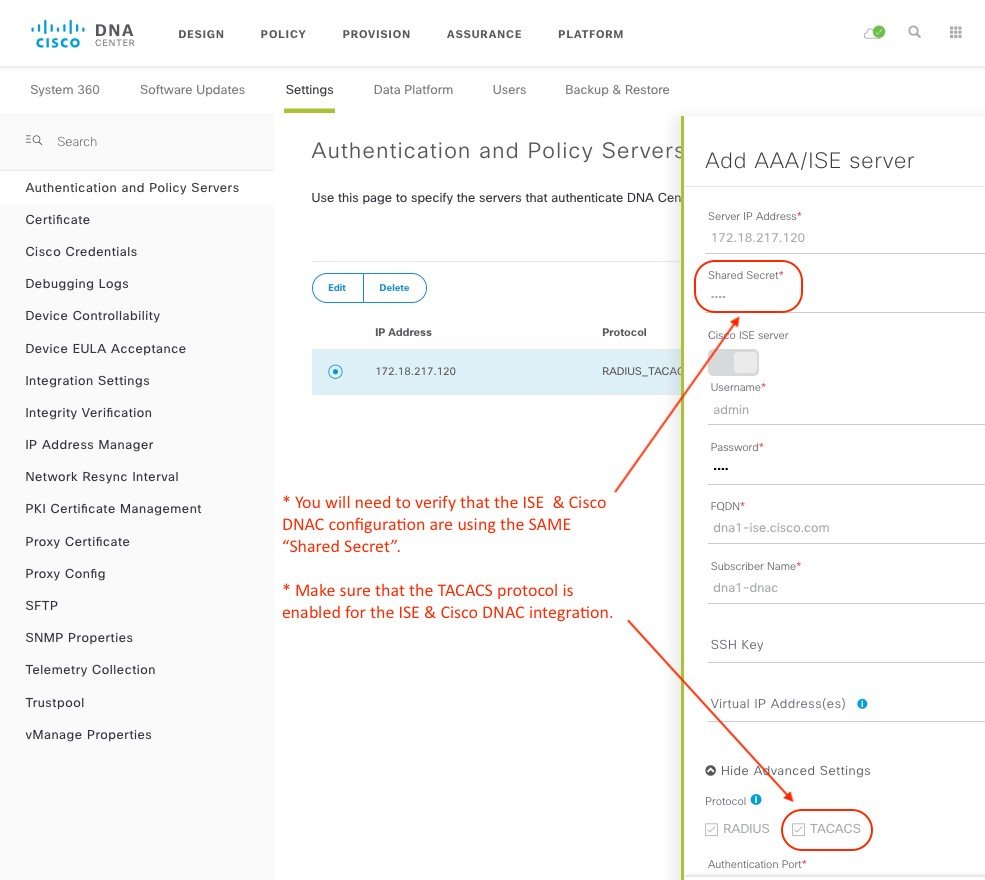 CISCO
DNA
CENTER
DESIGN
POLICY
PROVISION
ASSURANCE
PLATFORM
System 360
Software Updates
Settings
Data Platform
Users
Backup & Restore
Search
Authentication and Policy Servers
Certificate
Cisco Credentials
Debugging Logs
Device Controllability
Device EULA Acceptance
Integration Settings
Integrity Verification
IP Address Manager
Network Resync Interval
PKI Certificate Management
Proxy Certificate
Proxy Config
SFTP
SNMP Properties
Telemetry Collection
Trustpool
vManage Properties
Authentication and Policy Servers
Use this page to specify the servers that authenticate DNA Cen
Edit
Delete
IP Address
Protocol
172.18.217.120
RADIUS_TACAC
* You will need to verify that the ISE & Cisco
DNAC configuration are using the SAME
“Shared Secret”.
* Make sure that the TACACS protocol is
enabled for the ISE & Cisco DNAC integration.
Add AAA/ISE server
Server IP Address*
172.18.217.120
Shared Secret*
....
Cisco ISE server
Username*
admin
Password*
....
FQDN*
dna1-ise.cisco.com
Subscriber Name*
dna1-dnac
SSH Key
Virtual IP Address(es)
Hide Advanced Settings
Protocol
RADIUS
TACACS
Authentication Port*